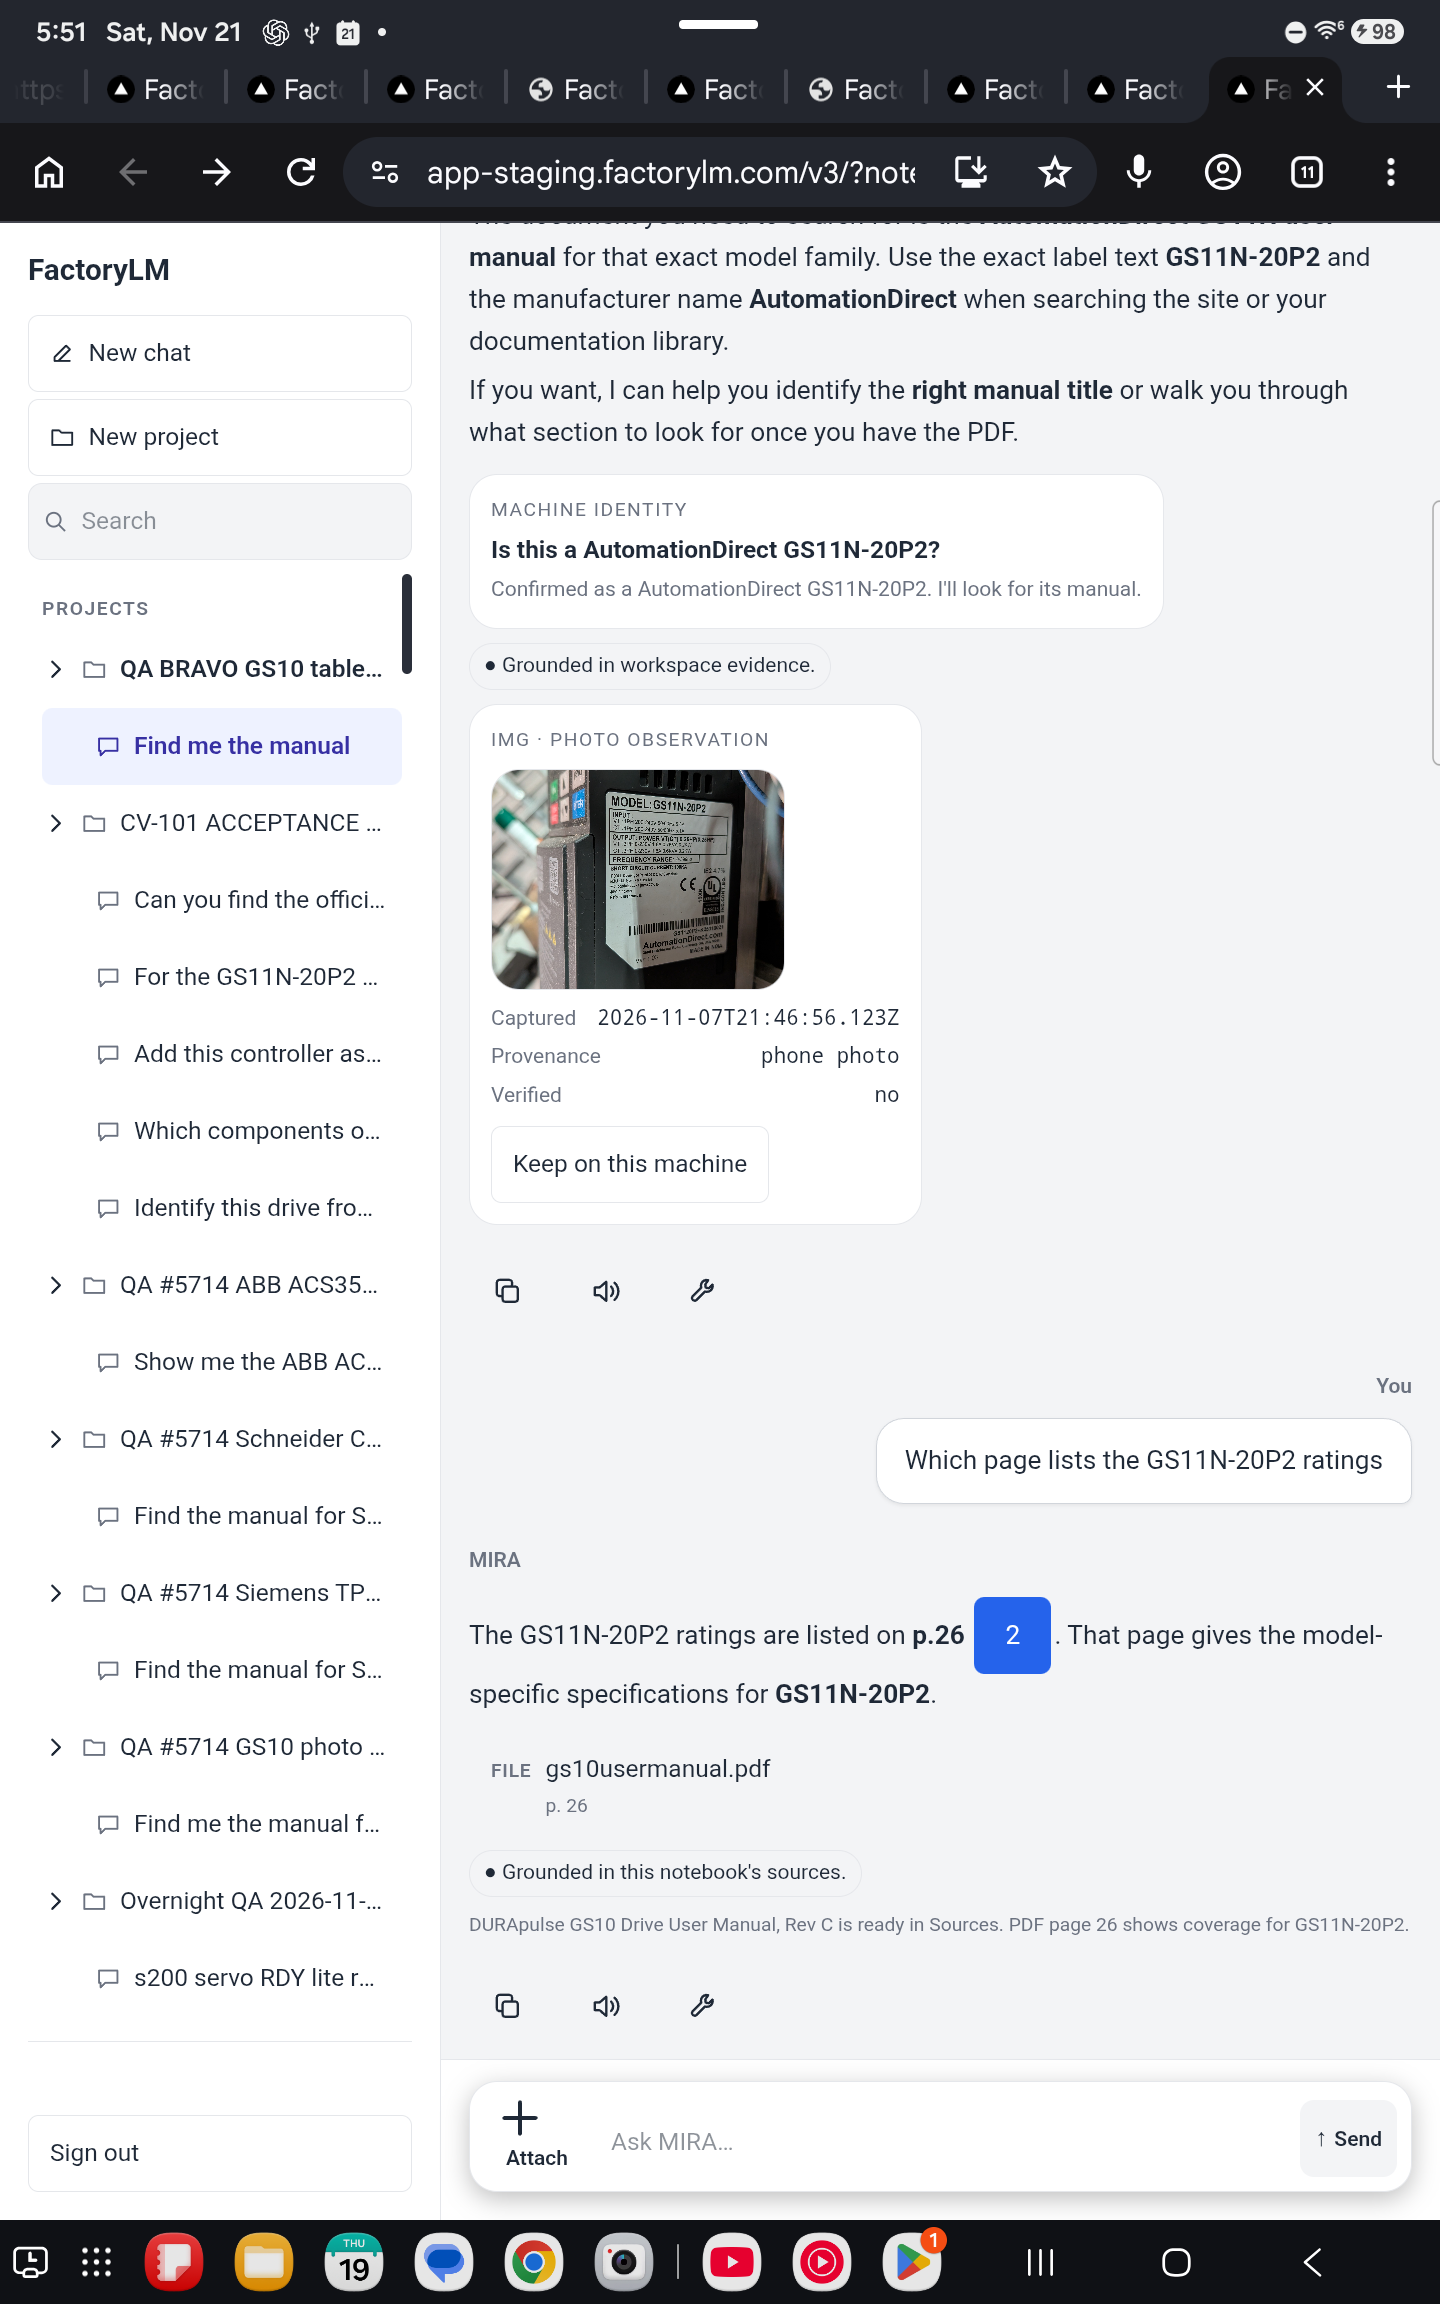 5:51 Sat, Nov 21
21
6
98
Fact
Fact
Fact
Fact
Fact
Fact
Fact
Fact
Fa
app-staging.factorylm.com/v3/?note
11
FactoryLM
New chat
New project
Search
PROJECTS
QA BRAVO GS10 table...
Find me the manual
CV-101 ACCEPTANCE ...
Can you find the offici...
For the GS11N-20P2 ...
Add this controller as...
Which components o...
Identify this drive fro...
QA #5714 ABB ACS35...
Show me the ABB AC...
QA #5714 Schneider C...
Find the manual for S...
QA #5714 Siemens TP...
Find the manual for S...
QA #5714 GS10 photo ...
Find me the manual f...
Overnight QA 2026-11-...
s200 servo RDY lite r...
Sign out
manual for that exact model family. Use the exact label text GS11N-20P2 and
the manufacturer name AutomationDirect when searching the site or your
documentation library.
If you want, I can help you identify the right manual title or walk you through
what section to look for once you have the PDF.
MACHINE IDENTITY
Is this a AutomationDirect GS11N-20P2?
Confirmed as a AutomationDirect GS11N-20P2. I'll look for its manual.
Grounded in workspace evidence.
IMG · PHOTO OBSERVATION
MODEL: GS11N-20P2
INPUT
FREQUENCY RANGE
AutomationDirect.com
Captured 2026-11-07T21:46:56.123Z
Provenance phone photo
Verified no
Keep on this machine
You
Which page lists the GS11N-20P2 ratings
MIRA
The GS11N-20P2 ratings are listed on p.26 2 . That page gives the model-
specific specifications for GS11N-20P2.
FILE gs10usermanual.pdf
p. 26
Grounded in this notebook's sources.
DURApulse GS10 Drive User Manual, Rev C is ready in Sources. PDF page 26 shows coverage for GS11N-20P2.
Attach
Ask MIRA...
↑ Send
THU
19
1